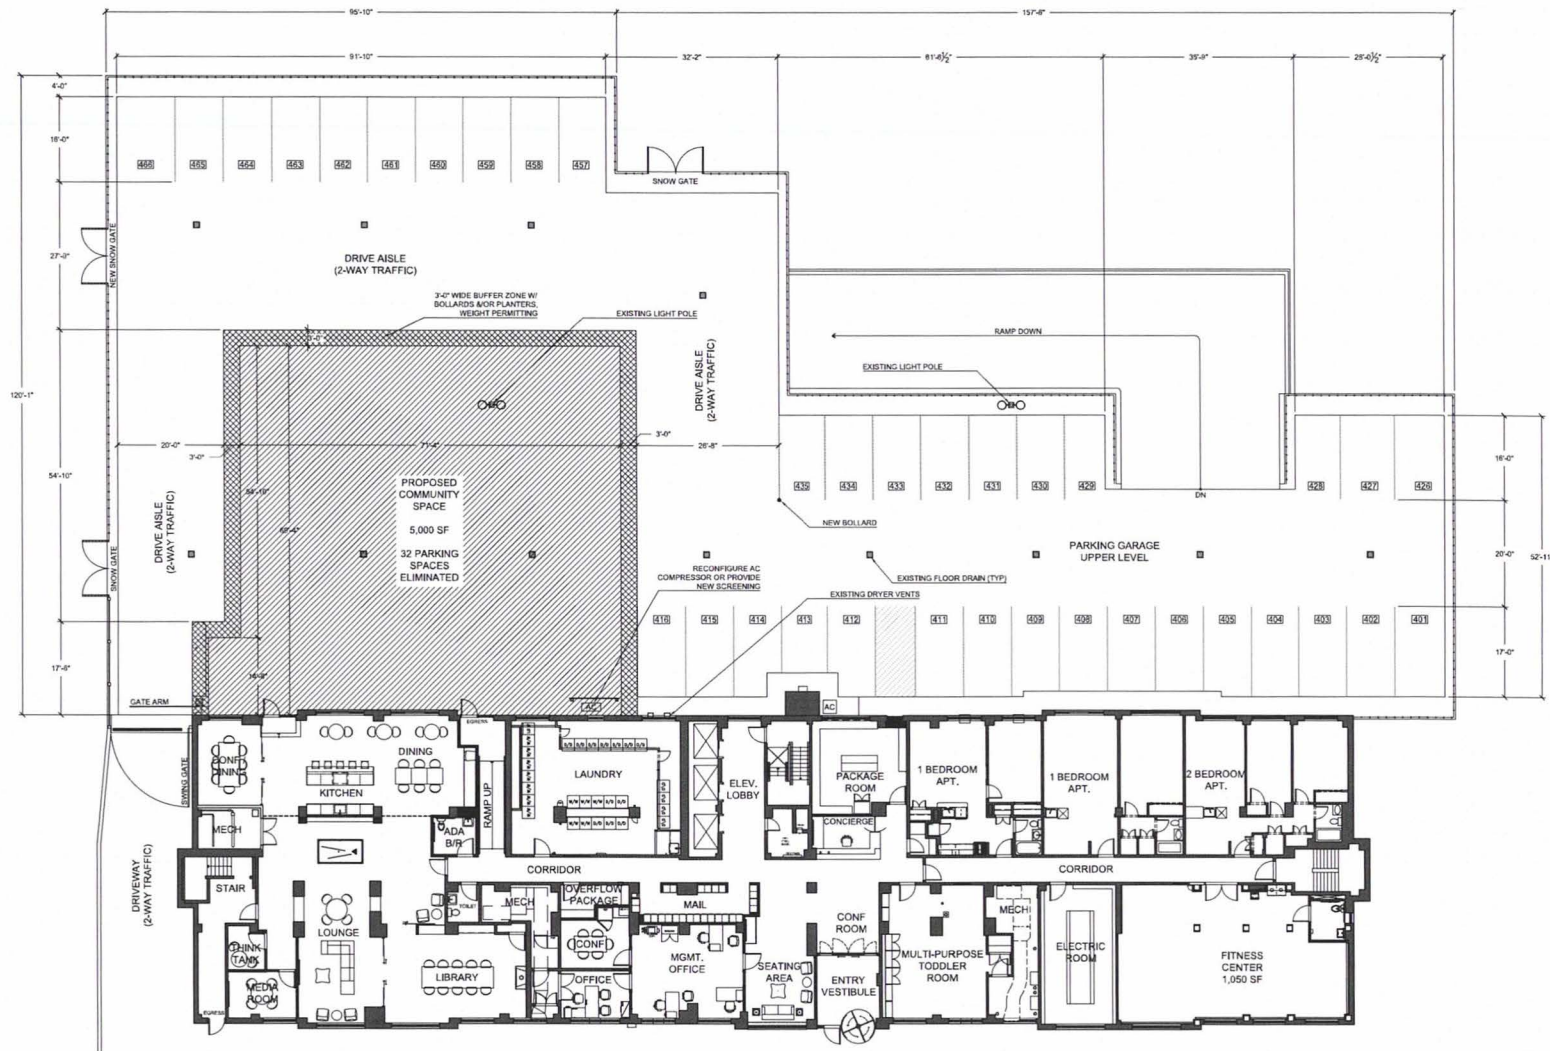 95'-10"
157'-8"
91'-10"
32'-2"
61'-6½"
35'-9"
28'-0½"
4'-0"
16'-0"
466
465
464
463
462
461
460
459
458
457
SNOW GATE
NEW SNOW GATE
27'-9"
DRIVE AISLE
(2-WAY TRAFFIC)
3'-0" WIDE BUFFER ZONE W/
BOLLARDS &/OR PLANTERS,
WEIGHT PERMITTING
EXISTING LIGHT POLE
3'-0"
RAMP DOWN
DRIVE AISLE
(2-WAY TRAFFIC)
EXISTING LIGHT POLE
120'-1"
20'-0"
3'-0"
71'-4"
3'-0"
26'-8"
54'-10"
PROPOSED
COMMUNITY
SPACE
5,000 SF
32 PARKING
SPACES
ELIMINATED
69'-4"
435
434
433
432
431
430
429
428
427
426
16'-0"
DN
NEW BOLLARD
DRIVE AISLE
(2-WAY TRAFFIC)
SNOW GATE
PARKING GARAGE
UPPER LEVEL
20'-0"
52'-11
RECONFIGURE AC
COMPRESSOR OR PROVIDE
NEW SCREENING
EXISTING FLOOR DRAIN (TYP)
EXISTING DRYER VENTS
416
415
414
413
412
411
410
409
408
407
406
405
404
403
402
401
17'-0"
17'-6"
GATE ARM
AC
AC
EGRESS
SWING GATE
CONF/
DINING
KITCHEN
DINING
RAMP UP
LAUNDRY
ELEV.
LOBBY
PACKAGE
ROOM
CONCIERGE
1 BEDROOM
APT.
1 BEDROOM
APT.
2 BEDROOM
APT.
MECH
ADA
B/R
DRIVEWAY
(2-WAY TRAFFIC)
CORRIDOR
CORRIDOR
STAIR
TOILET
MECH
OVERFLOW
PACKAGE
MAIL
LOUNGE
THINK
TANK
MEDIA
ROOM
LIBRARY
CONF
OFFICE
MGMT.
OFFICE
SEATING
AREA
CONF
ROOM
ENTRY
VESTIBULE
MULTI-PURPOSE
TODDLER
ROOM
MECH
ELECTRIC
ROOM
FITNESS
CENTER
1,050 SF
EGRESS